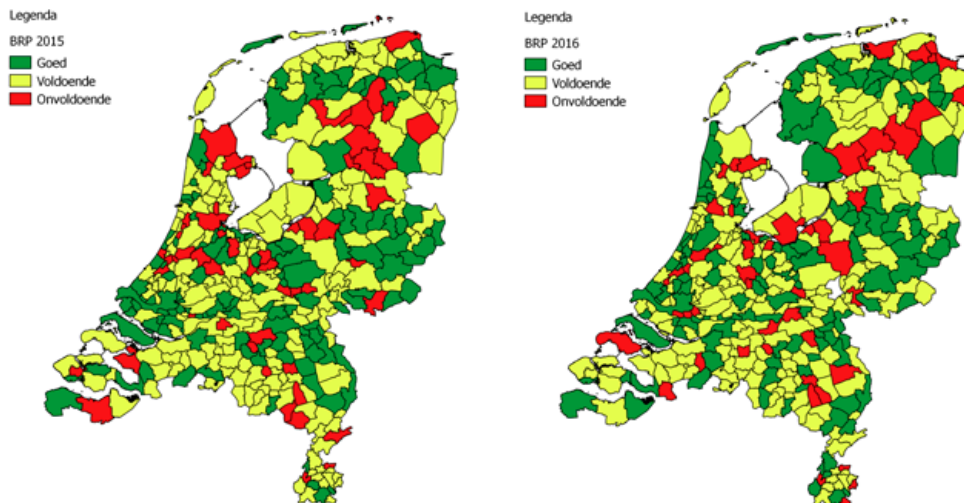 Legenda
BRP 2015
Goed
Voldoende
Onvoldoende
Legenda
BRP 2016
Goed
Voldoende
Onvoldoende